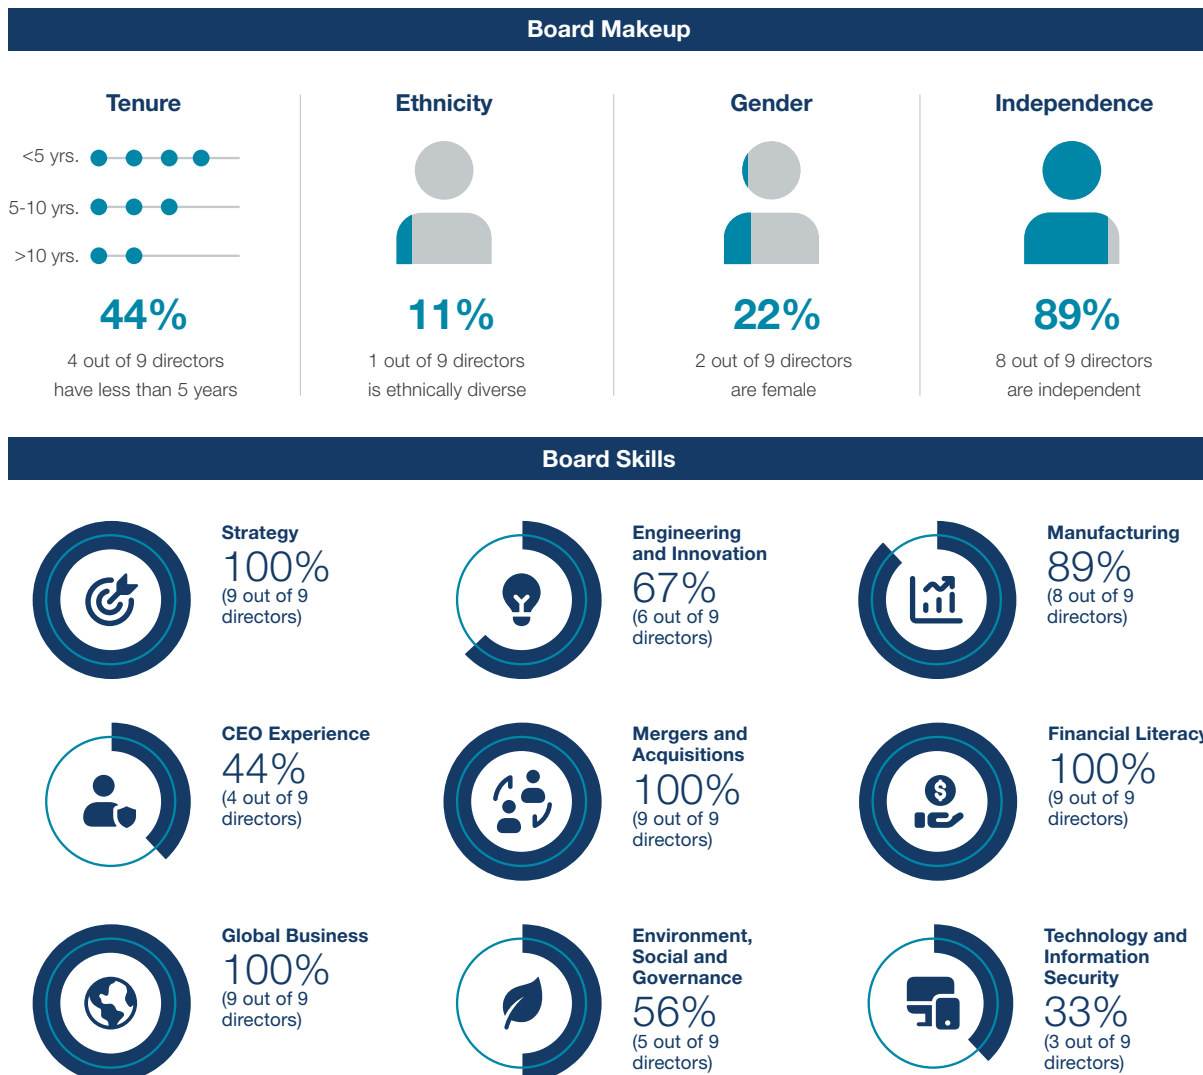 Board Makeup
Tenure
<5 yrs.
5-10 yrs.
>10 yrs.
44%
4 out of 9 directors
have less than 5 years
Ethnicity
11%
1 out of 9 directors
is ethnically diverse
Gender
22%
2 out of 9 directors
are female
Independence
89%
8 out of 9 directors
are independent
Board Skills
Strategy
100%
(9 out of 9
directors)
Engineering
and Innovation
67%
(6 out of 9
directors)
Manufacturing
89%
(8 out of 9
directors)
CEO Experience
44%
(4 out of 9
directors)
Mergers and
Acquisitions
100%
(9 out of 9
directors)
$
Financial Literacy
100%
(9 out of 9
directors)
Global Business
100%
(9 out of 9
directors)
Environment,
Social and
Governance
56%
(5 out of 9
directors)
Technology and
Information
Security
33%
(3 out of 9
directors)